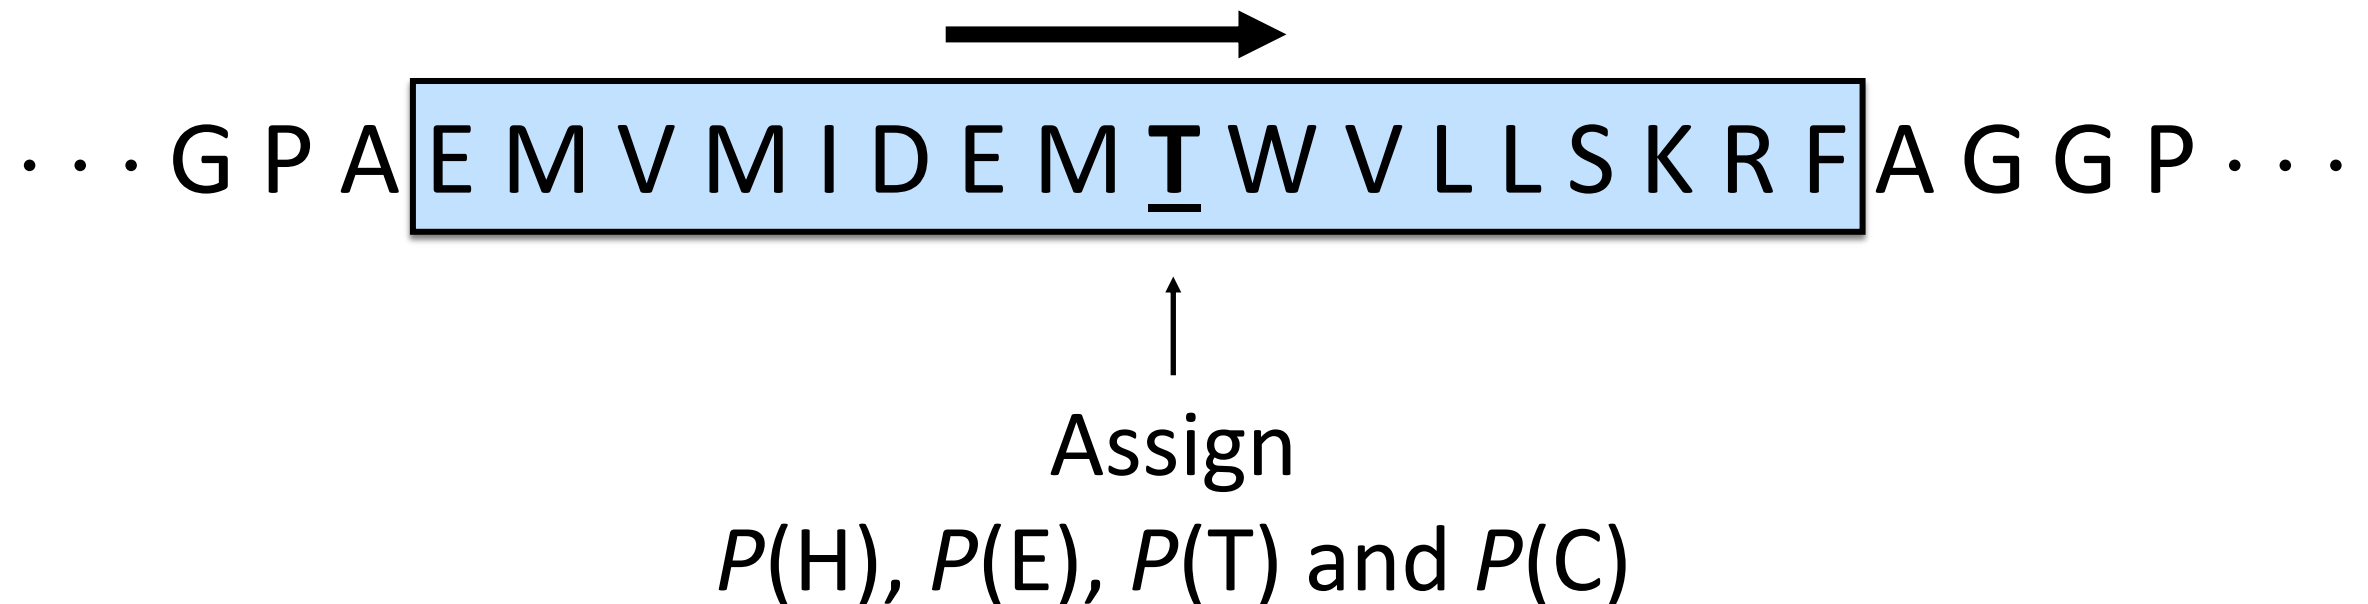 · · · G P A E M V M I D E M T W V L L S K R F A G G P · · ·
Assign
P(H), P(E), P(T) and P(C)